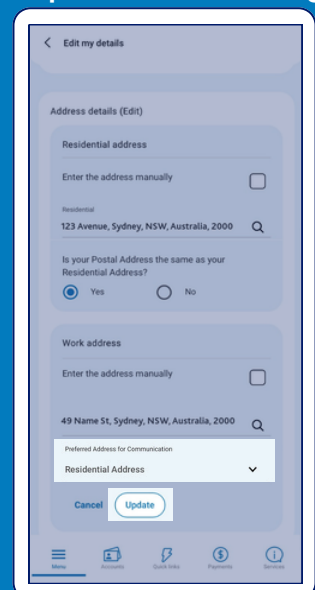 Edit my details
Address details (Edit)
Residential address
Enter the address manually
Residential
123 Avenue, Sydney, NSW, Australia, 2000
Is your Postal Address the same as your
Residential Address?
Yes No
Work address
Enter the address manually
49 Name St, Sydney, NSW, Australia, 2000
Preferred Address for Communication
Residential Address
Cancel Update
Menu Accounts Quick links Payments Services